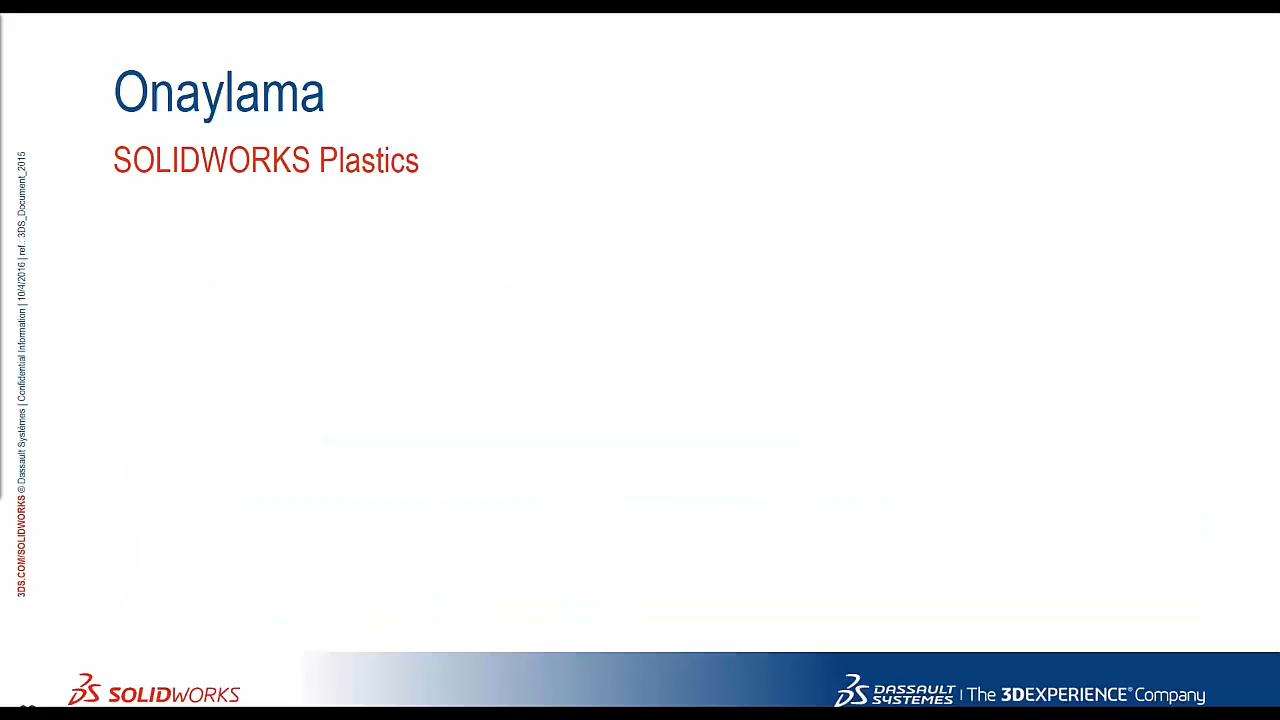 Onaylama
SOLIDWORKS Plastics
3DS.COM/SOLIDWORKS © Dassault Systèmes | Confidential Information | 10/4/2016 | ref.: 3DS_Document_2015
SOLIDWORKS
DASSAULT SYSTEMES | The 3DEXPERIENCE® Company